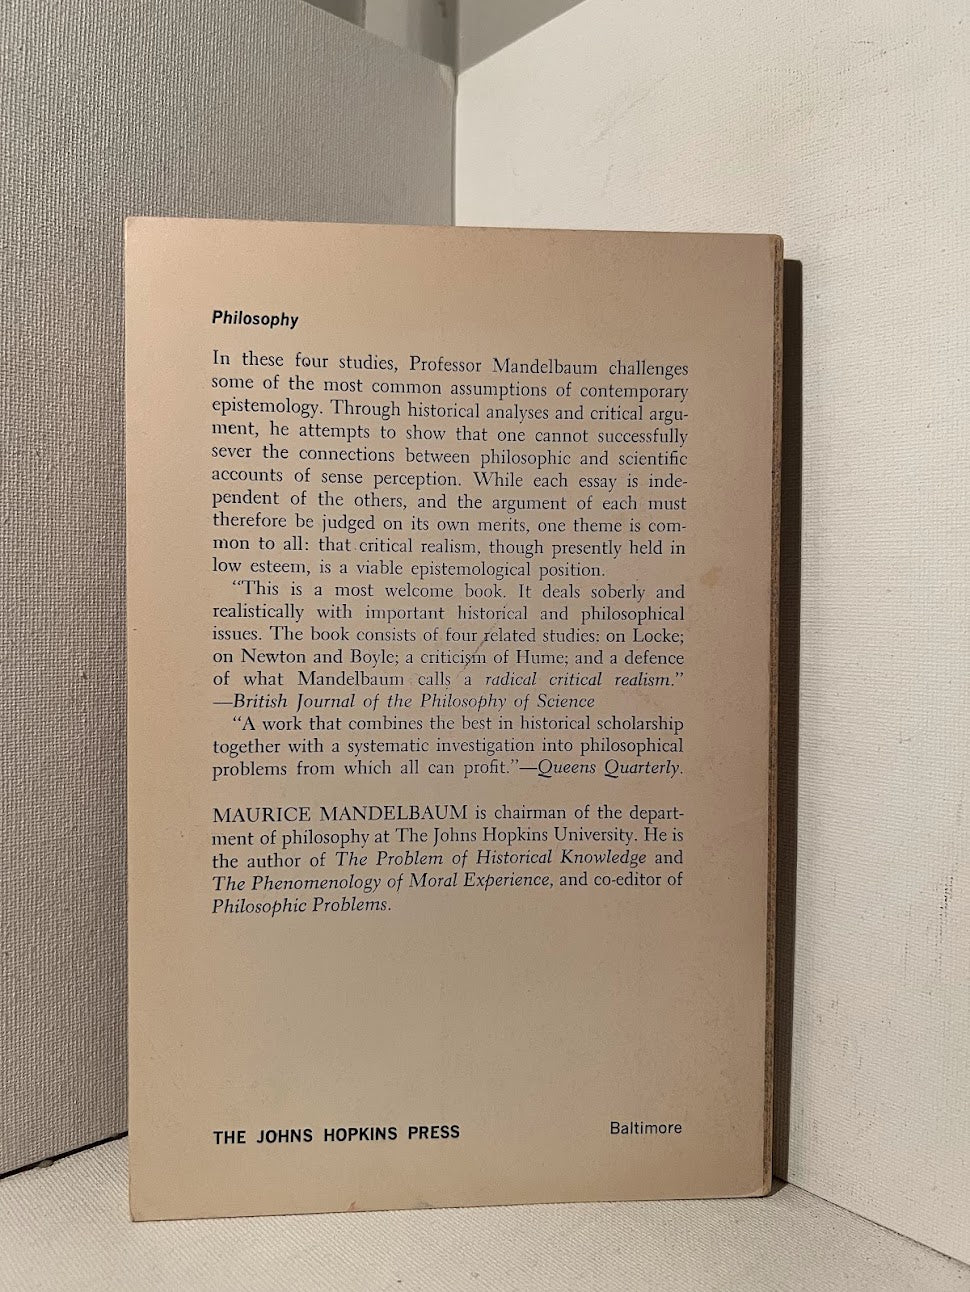 Philosophy
In these four studies, Professor Mandelbaum challenges
some of the most common assumptions of contemporary
epistemology. Through historical analyses and critical argu-
ment, he attempts to show that one cannot successfully
sever the connections between philosophic and scientific
accounts of sense perception. While each essay is inde-
pendent of the others, and the argument of each must
therefore be judged on its own merits, one theme is com-
mon to all: that critical realism, though presently held in
low esteem, is a viable epistemological position.
“This is a most welcome book. It deals soberly and
realistically with important historical and philosophical
issues. The book consists of four related studies: on Locke;
on Newton and Boyle; a criticism of Hume; and a defence
of what Mandelbaum calls a radical critical realism.”
—British Journal of the Philosophy of Science
“A work that combines the best in historical scholarship
together with a systematic investigation into philosophical
problems from which all can profit.”—Queens Quarterly.
MAURICE MANDELBAUM is chairman of the depart-
ment of philosophy at The Johns Hopkins University. He is
the author of The Problem of Historical Knowledge and
The Phenomenology of Moral Experience, and co-editor of
Philosophic Problems.
THE JOHNS HOPKINS PRESS Baltimore